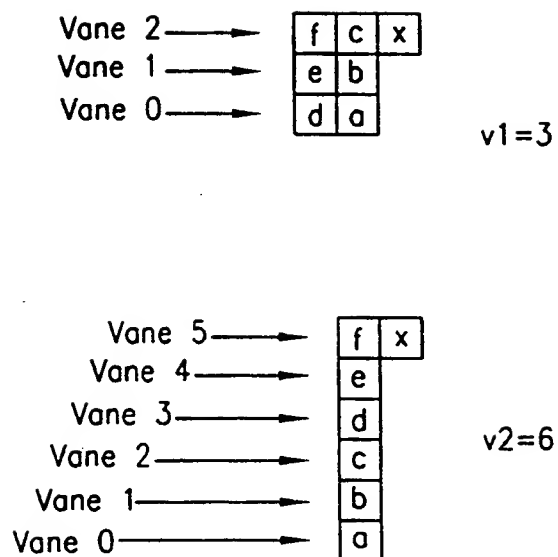 Vane 2 f c x
Vane 1 e b
Vane 0 d a
v1=3
Vane 5 f x
Vane 4 e
Vane 3 d
Vane 2 c
v2=6
Vane 1 b
Vane 0 a